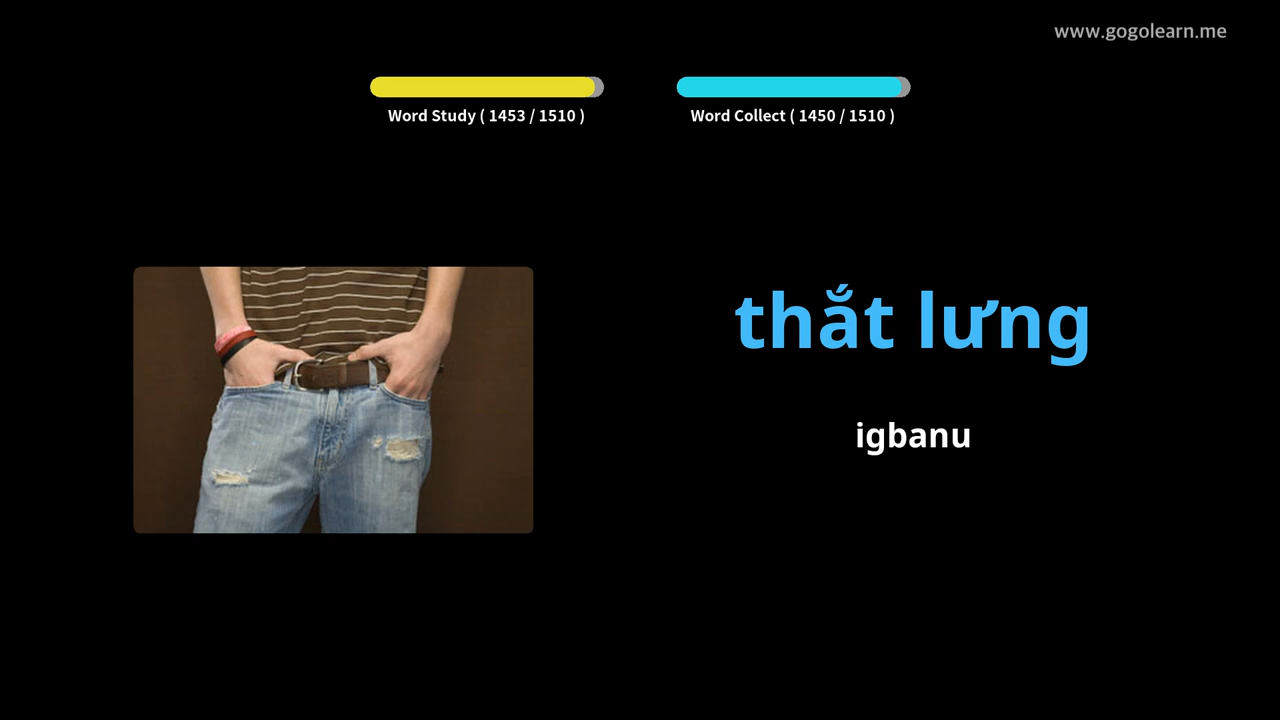 www.gogolearn.me
Word Study ( 1453 / 1510 )
Word Collect ( 1450 / 1510 )
thắt lưng
igbanu